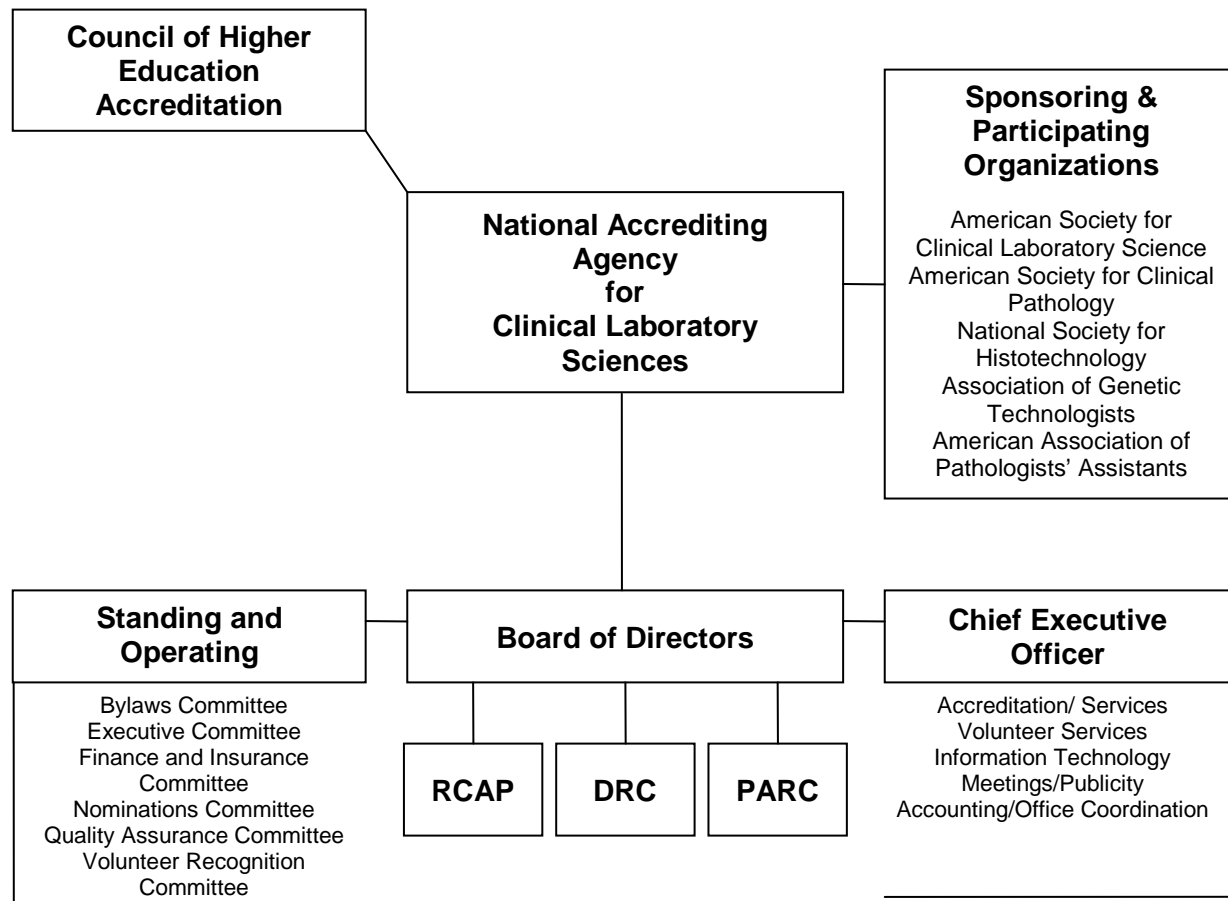 Council of Higher
Education
Accreditation
Sponsoring &
Participating
Organizations
American Society for
Clinical Laboratory Science
American Society for Clinical
Pathology
National Society for
Histotechnology
Association of Genetic
Technologists
American Association of
Pathologists’ Assistants
National Accrediting
Agency
for
Clinical Laboratory
Sciences
Standing and
Operating
Bylaws Committee
Executive Committee
Finance and Insurance
Committee
Nominations Committee
Quality Assurance Committee
Volunteer Recognition
Committee
Board of Directors
RCAP
DRC
PARC
Chief Executive
Officer
Accreditation/ Services
Volunteer Services
Information Technology
Meetings/Publicity
Accounting/Office Coordination